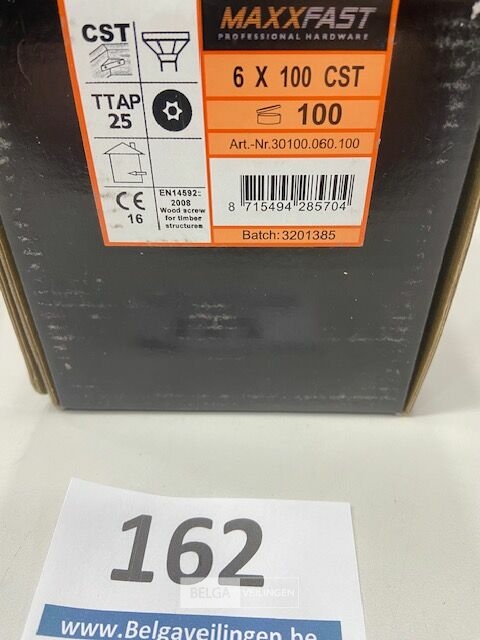 CST
MAXXFAST
PROFESSIONAL HARDWARE
6 X 100 CST
TTAP
25
100
Art.-Nr.30100.060.100
CE
16
EN14592::
2008
Wood screw
for timber
structures
8 715494 285704
Batch: 3201385
162
BELGA VEILINGEN
www.Belgaveilingen.be